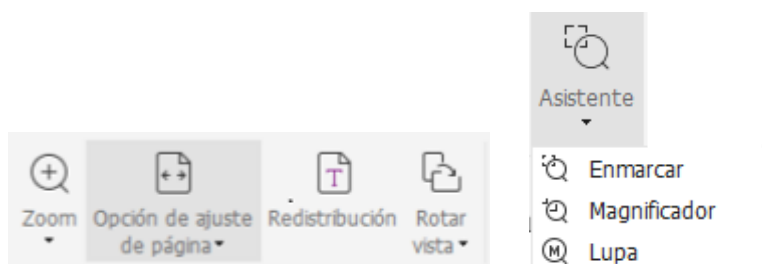 Asistente
Zoom
Opción de ajuste
de página
T
Redistribución
Rotar
vista
Enmarcar
Magnificador
M
Lupa